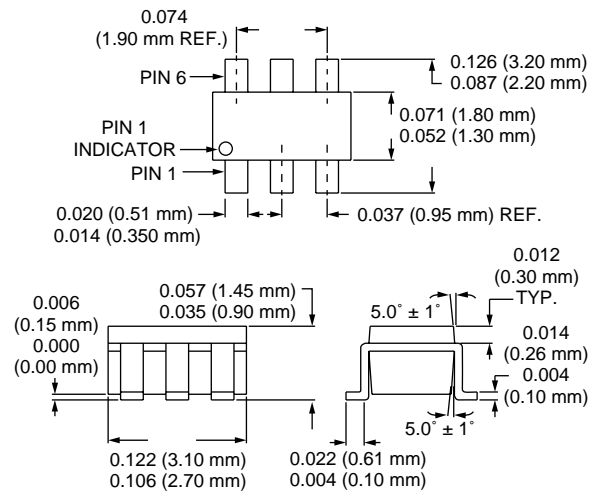 0.074
(1.90 mm REF.)
0.126 (3.20 mm)
0.087 (2.20 mm)
PIN 6
0.071 (1.80 mm)
0.052 (1.30 mm)
PIN 1
INDICATOR
PIN 1
0.020 (0.51 mm)
0.014 (0.350 mm)
0.037 (0.95 mm) REF.
0.012
(0.30 mm)
TYP.
0.057 (1.45 mm)
0.035 (0.90 mm)
5.0° ± 1°
0.006
(0.15 mm)
0.000
(0.00 mm)
0.014
(0.26 mm)
0.004
(0.10 mm)
5.0° ± 1°
0.122 (3.10 mm)
0.106 (2.70 mm)
0.022 (0.61 mm)
0.004 (0.10 mm)